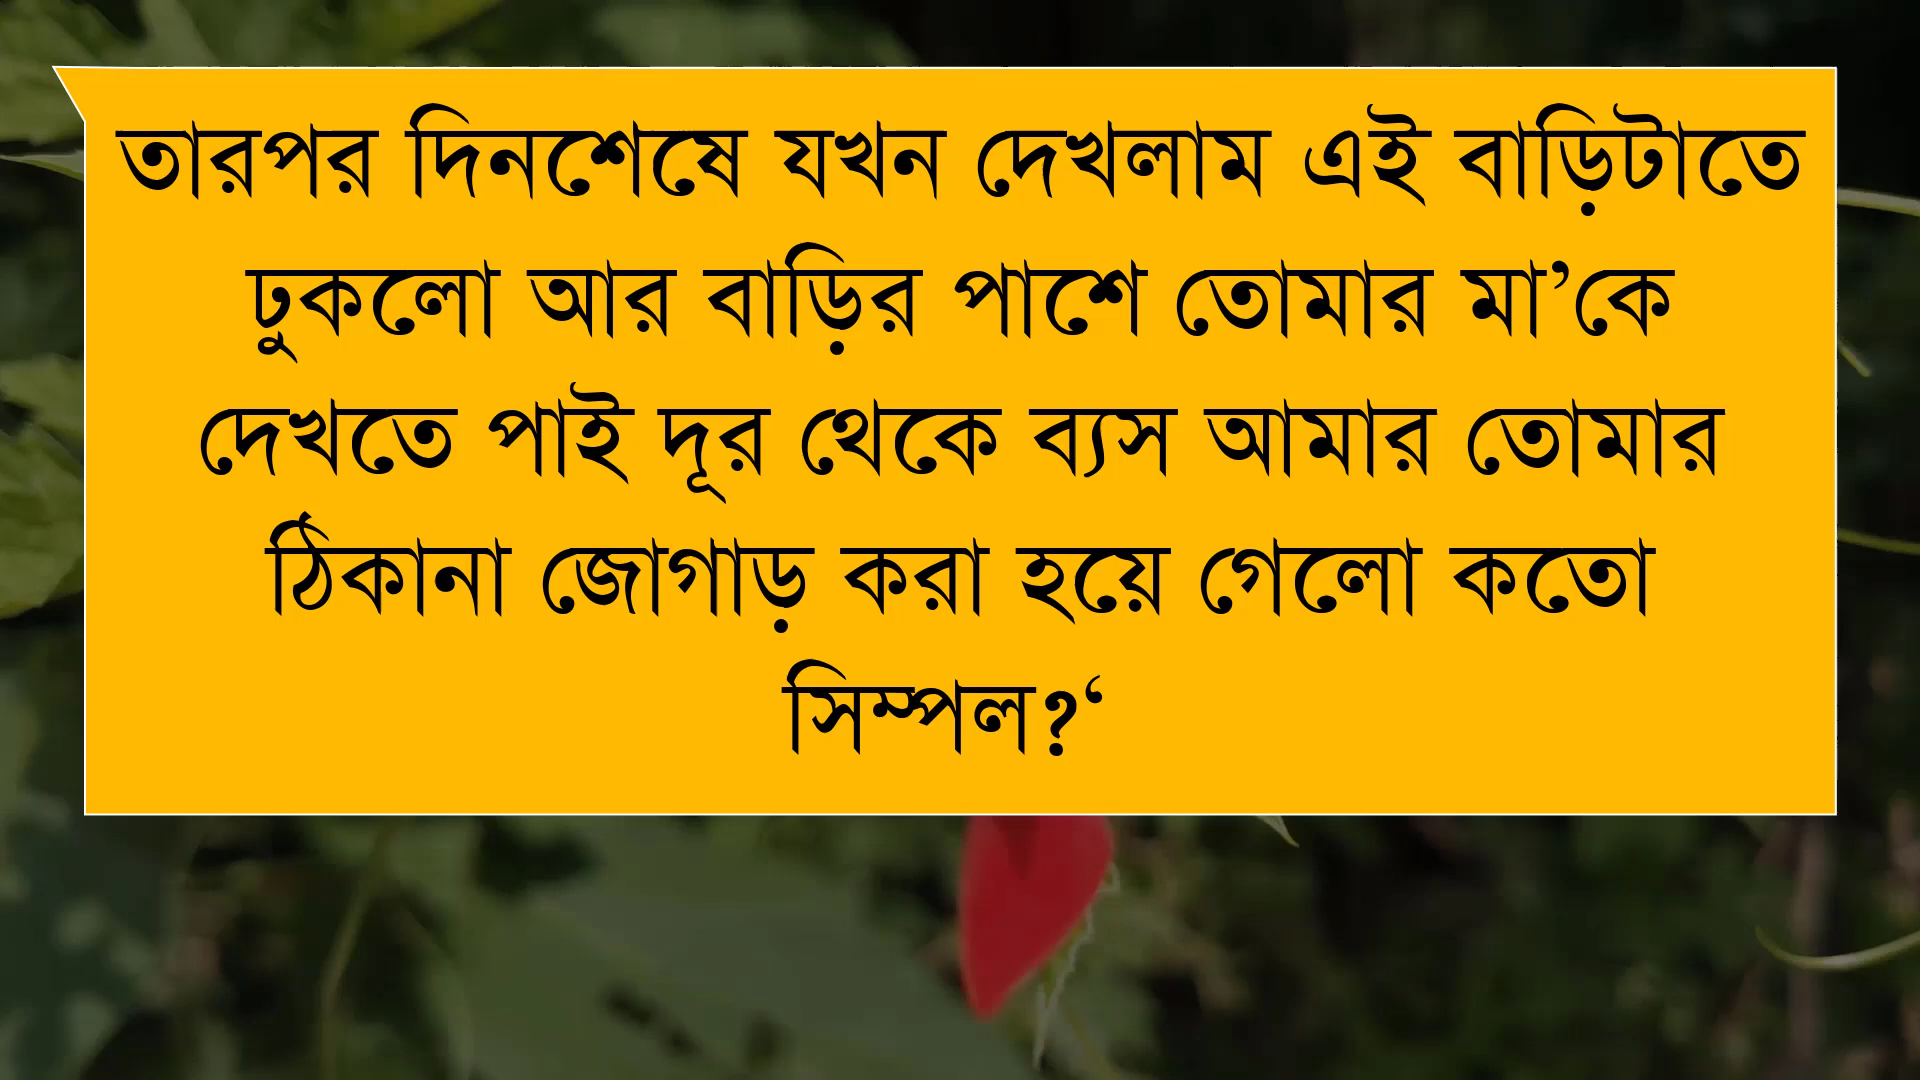 তারপর দিনশেষে যখন দেখলাম এই বাড়িটাতে
ঢুকলো আর বাড়ির পাশে তোমার মা’কে
দেখতে পাই দূর থেকে ব্যস আমার তোমার
ঠিকানা জোগাড় করা হয়ে গেলো কতো
সিম্পল?‘